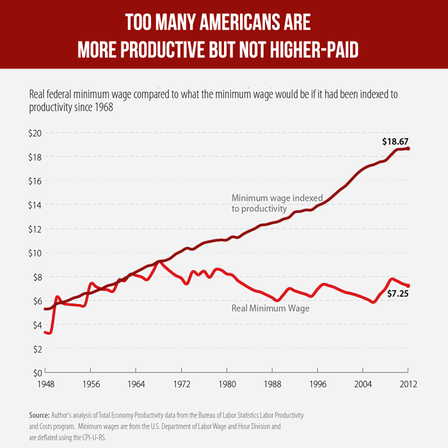 TOO MANY AMERICANS ARE
MORE PRODUCTIVE BUT NOT HIGHER-PAID
Real federal minimum wage compared to what the minimum wage would be if it had been indexed to
productivity since 1968
$20
$18.67
$18
$16
Minimum wage indexed
to productivity
$14
$12
$10
$8
$7.25
$6
Real Minimum Wage
$4
$2
$0
1948 1956 1964 1972 1980 1988 1996 2004 2012
Source: Author's analysis of Total Economy Productivity data from the Bureau of Labor Statistics Labor Productivity
and Costs program. Minimum wages are from the U.S. Department of Labor Wage and Hour Division and
are deflated using the CPI-U-RS.